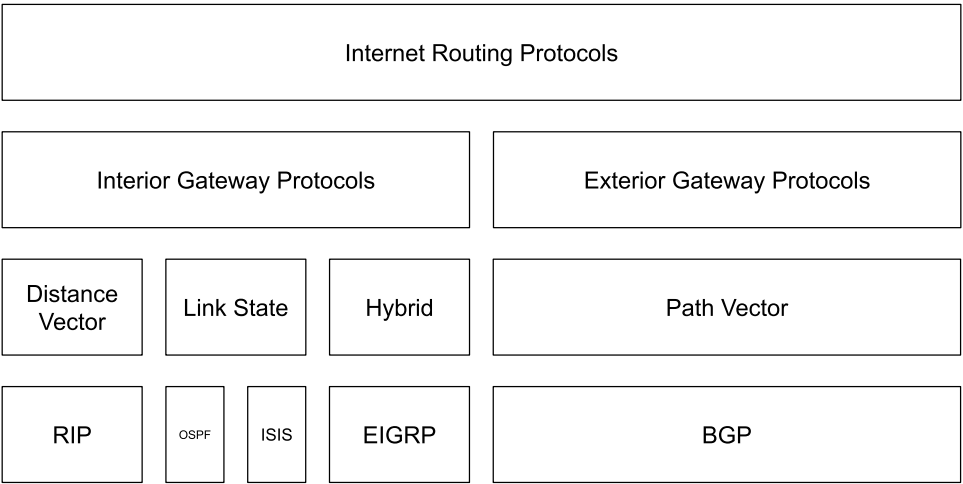 Internet Routing Protocols
Interior Gateway Protocols
Exterior Gateway Protocols
Distance
Vector
Link State
Hybrid
Path Vector
RIP
OSPF
ISIS
EIGRP
BGP